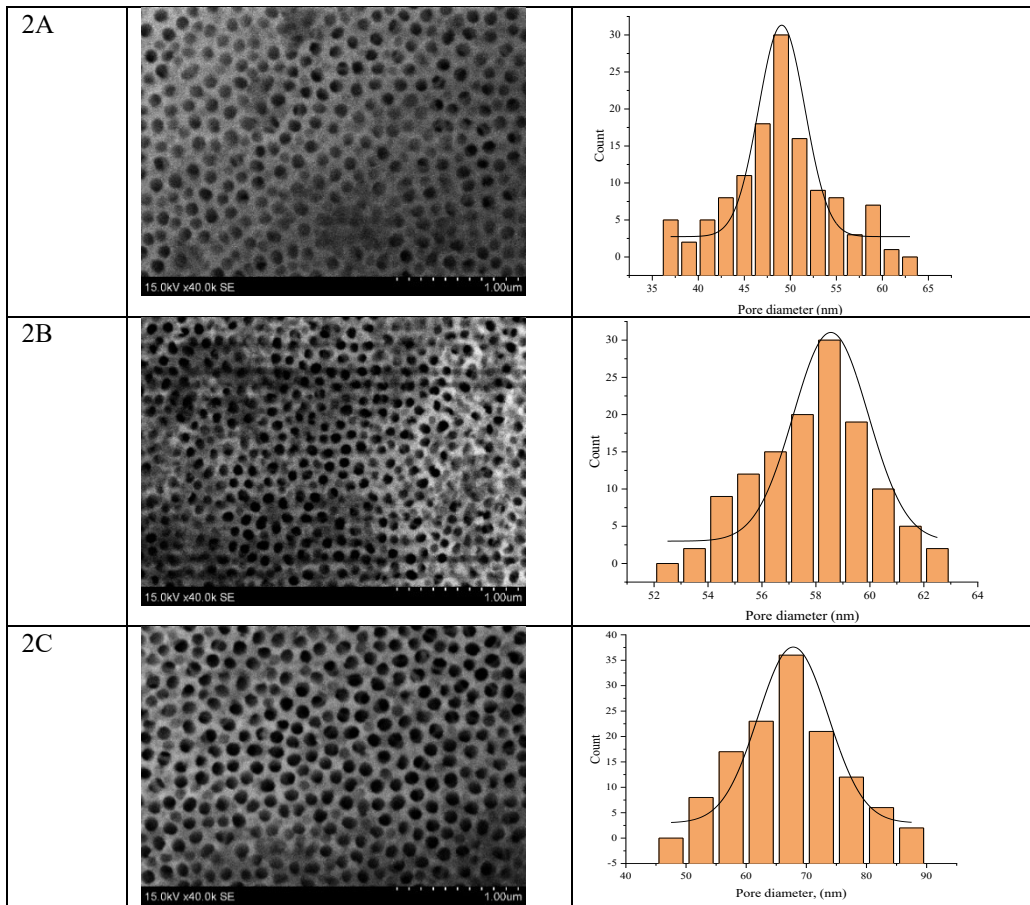 2A
15.0kV x40.0k SE
1.00um
30
25
20
15
10
5
0
Count
35 40 45 50 55 60 65
Pore diameter (nm)
2B
15.0kV x40.0k SE
1.00um
30
25
20
15
10
5
0
Count
52 54 56 58 60 62 64
Pore diameter (nm)
2C
15.0kV x40.0k SE
1.00um
40
35
30
25
20
15
10
5
0
-5
Count
40 50 60 70 80 90
Pore diameter, (nm)